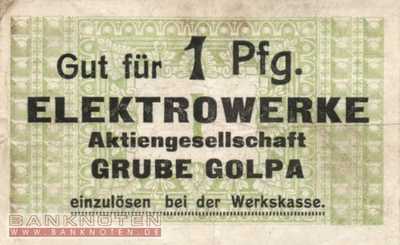 Gut für 1 Pfg.
ELEKTROWERKE
Aktiengesellschaft
GRUBE GOLPA
einzulösen bei der Werkskasse.
BANKNOTEN
WWW.BANKNOTEN.DE